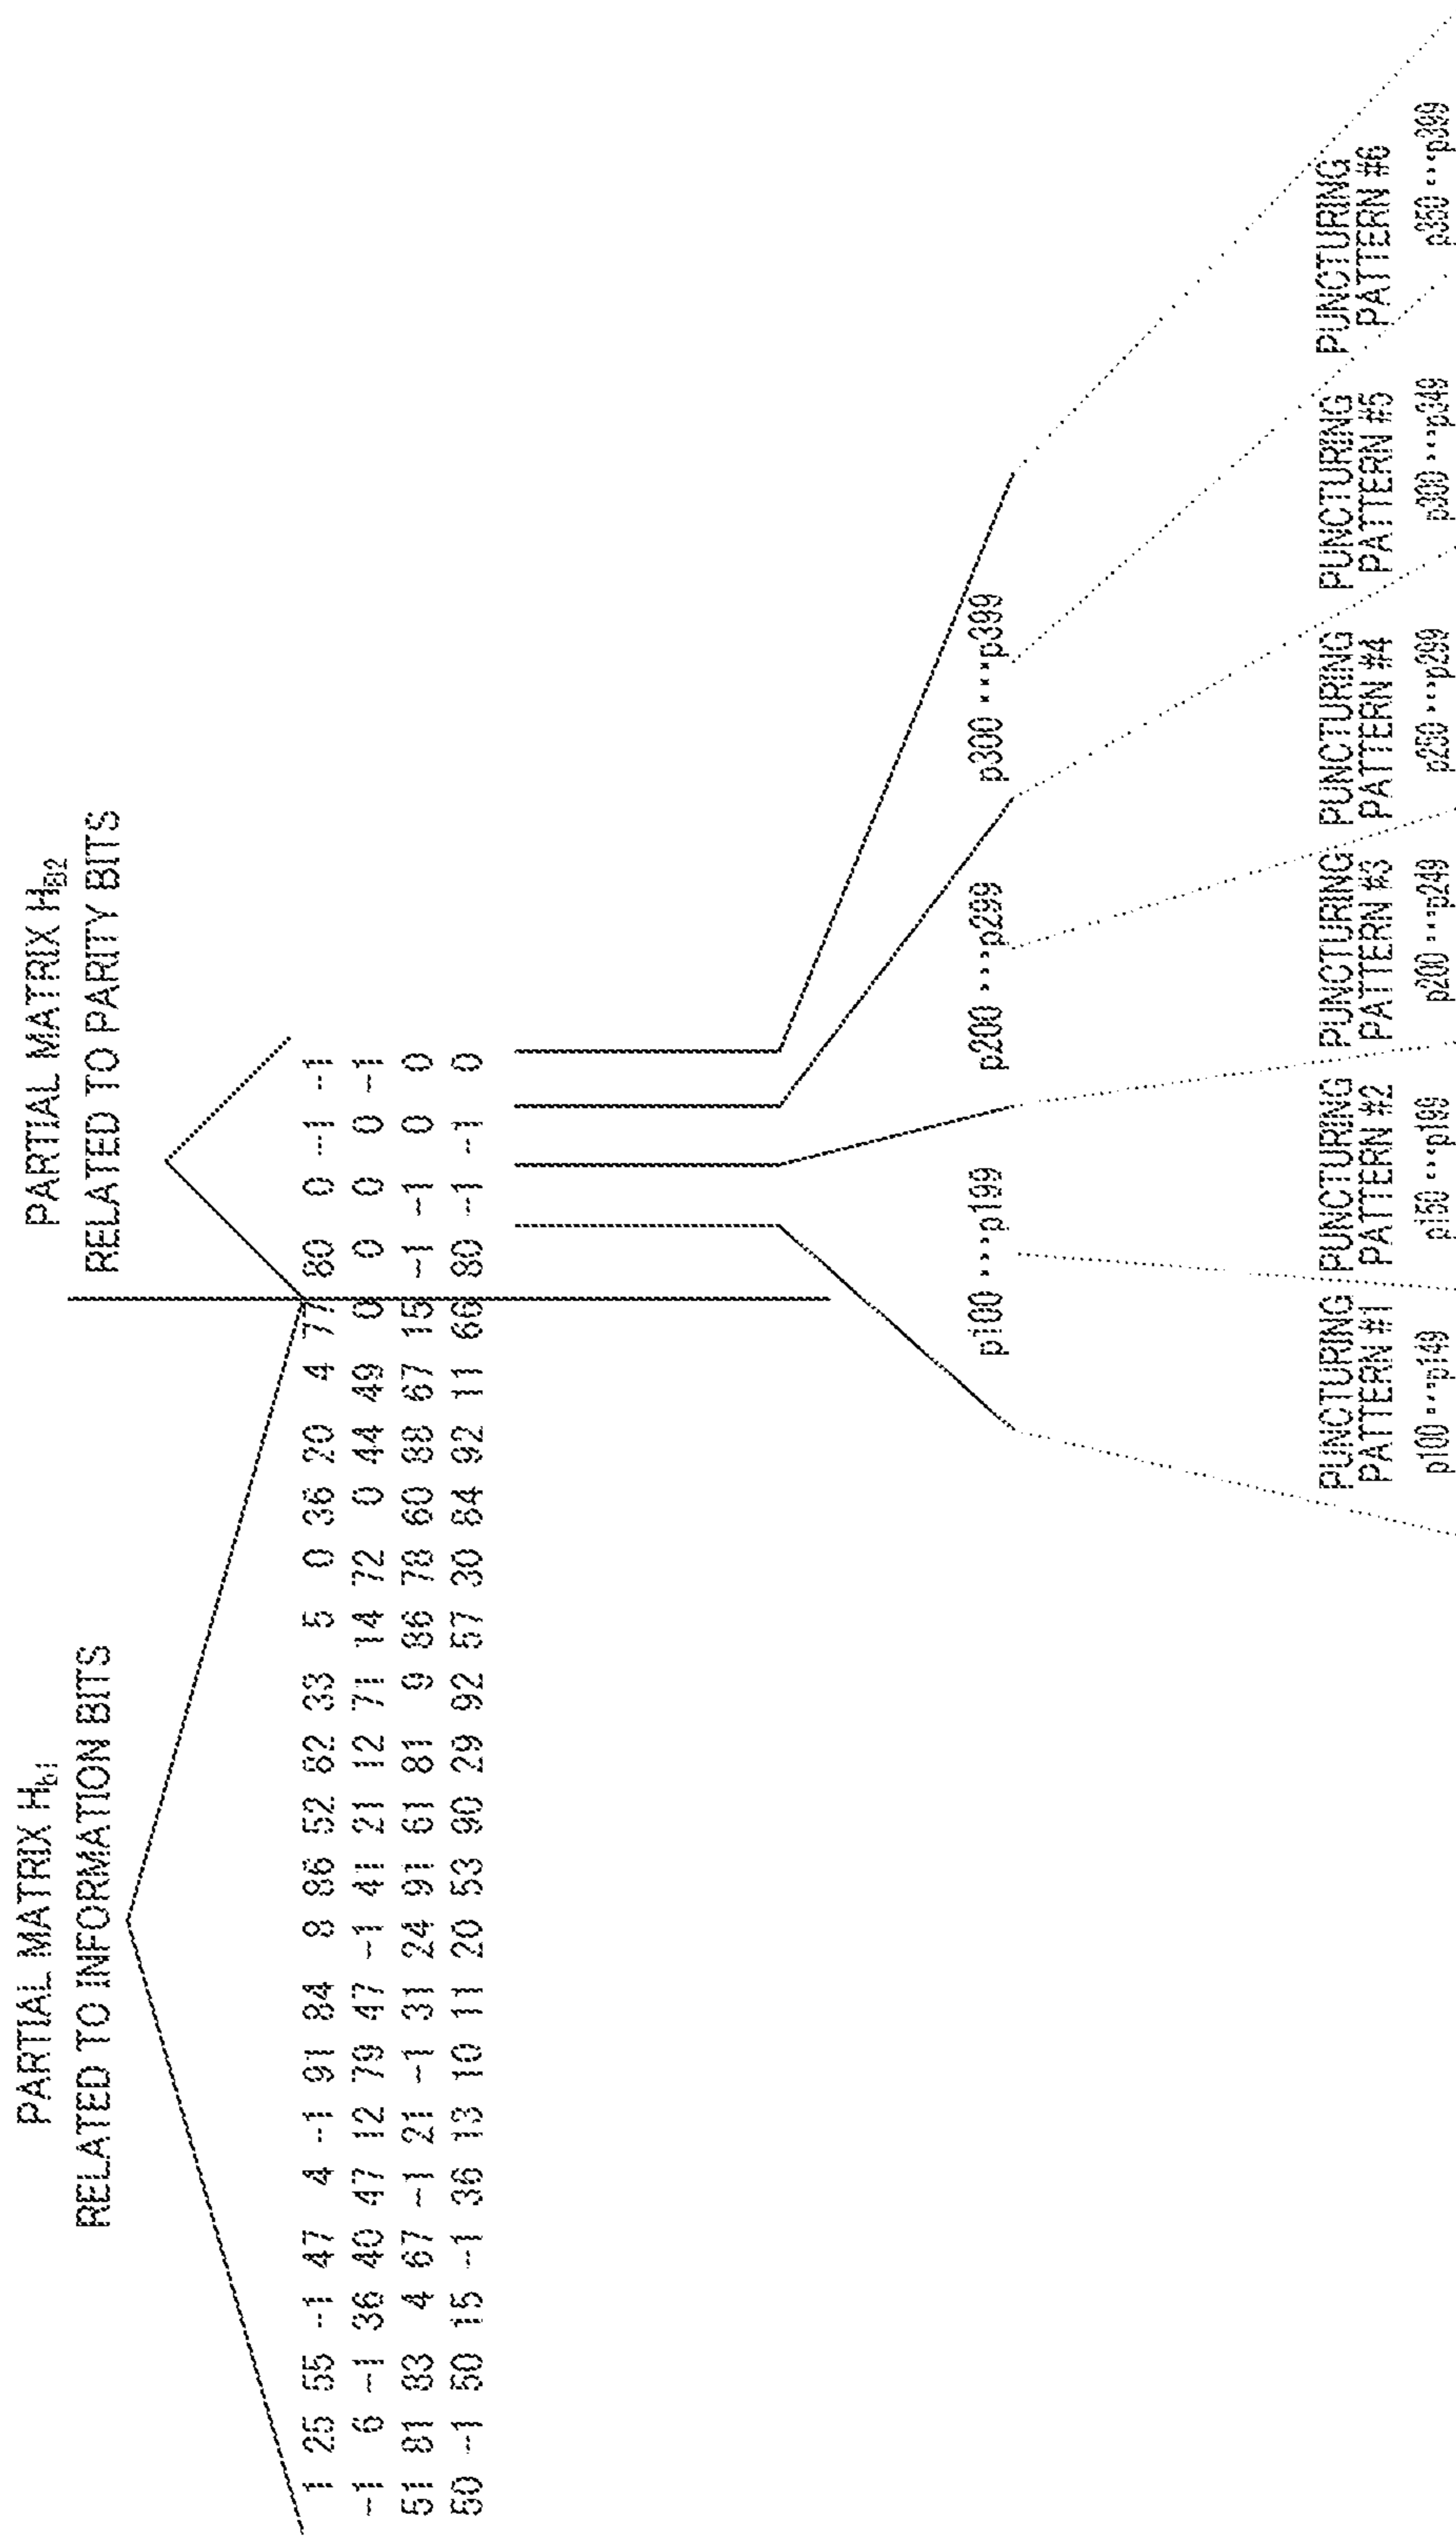 PARTIAL MATRIX Hb1
RELATED TO INFORMATION BITS
PARTIAL MATRIX HB2
RELATED TO PARITY BITS
1 25 55 -1 47 4 -1 91 84 8 86 52 82 33 5 0 36 20 4 77 80 0 -1 -1
-1 6 -1 36 40 47 12 79 47 -1 41 21 12 71 14 72 0 44 49 0 0 0 0 -1
51 81 83 4 67 -1 21 -1 31 24 91 61 81 9 86 78 60 88 67 15 -1 -1 0 0
50 -1 50 15 -1 36 13 10 11 20 53 90 29 92 57 30 84 92 11 66 80 -1 -1 0
p100 ···p199
p200 ···p299
p300 ···p399
PUNCTURING
PATTERN #1
PUNCTURING
PATTERN #2
PUNCTURING
PATTERN #3
PUNCTURING
PATTERN #4
PUNCTURING
PATTERN #5
PUNCTURING
PATTERN #6
p100 ···p149
p150 ···p199
p200 ···p249
p250 ···p299
p300 ···p349
p350 ···p399